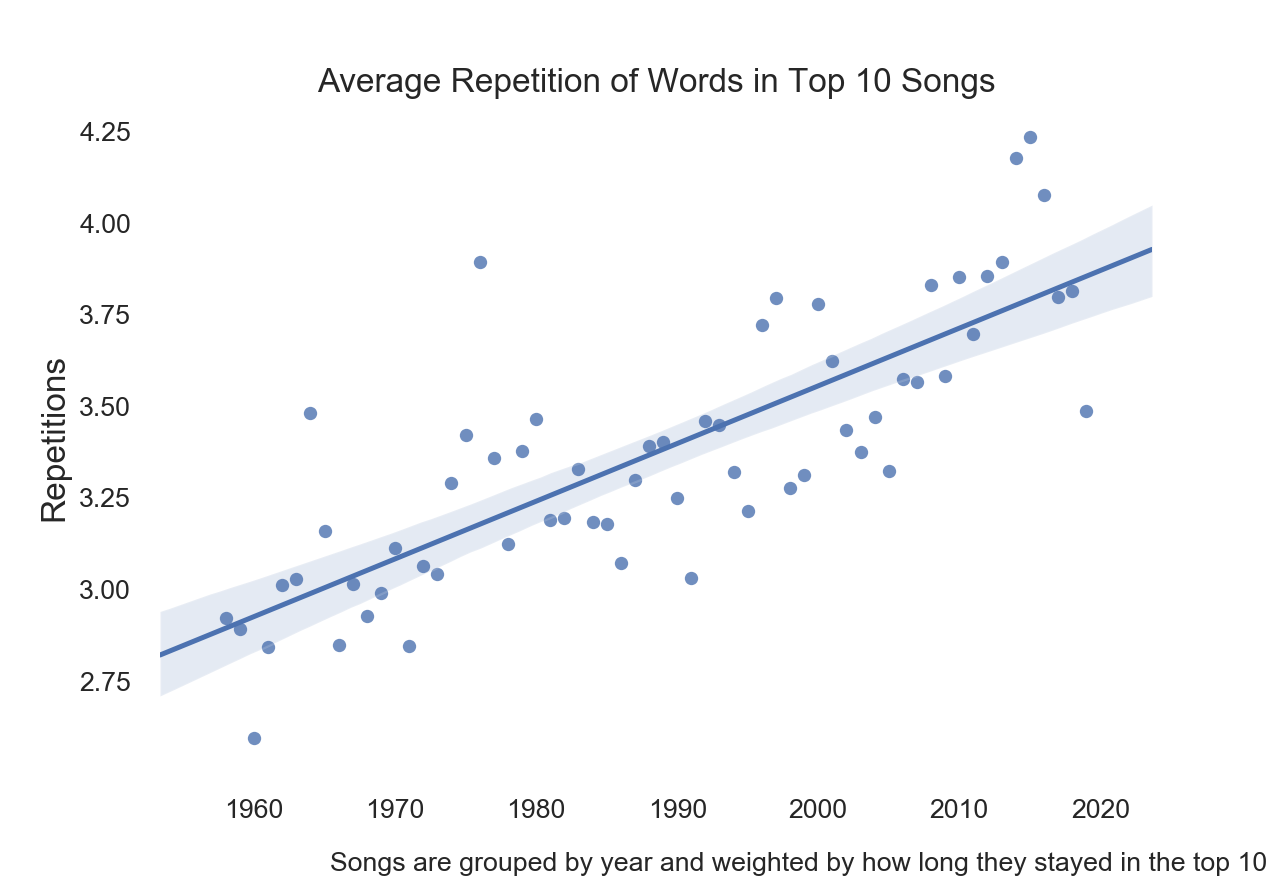 Average Repetition of Words in Top 10 Songs
4.25
4.00
3.75
3.50
3.25
3.00
2.75
Repetitions
1960 1970 1980 1990 2000 2010 2020
Songs are grouped by year and weighted by how long they stayed in the top 10